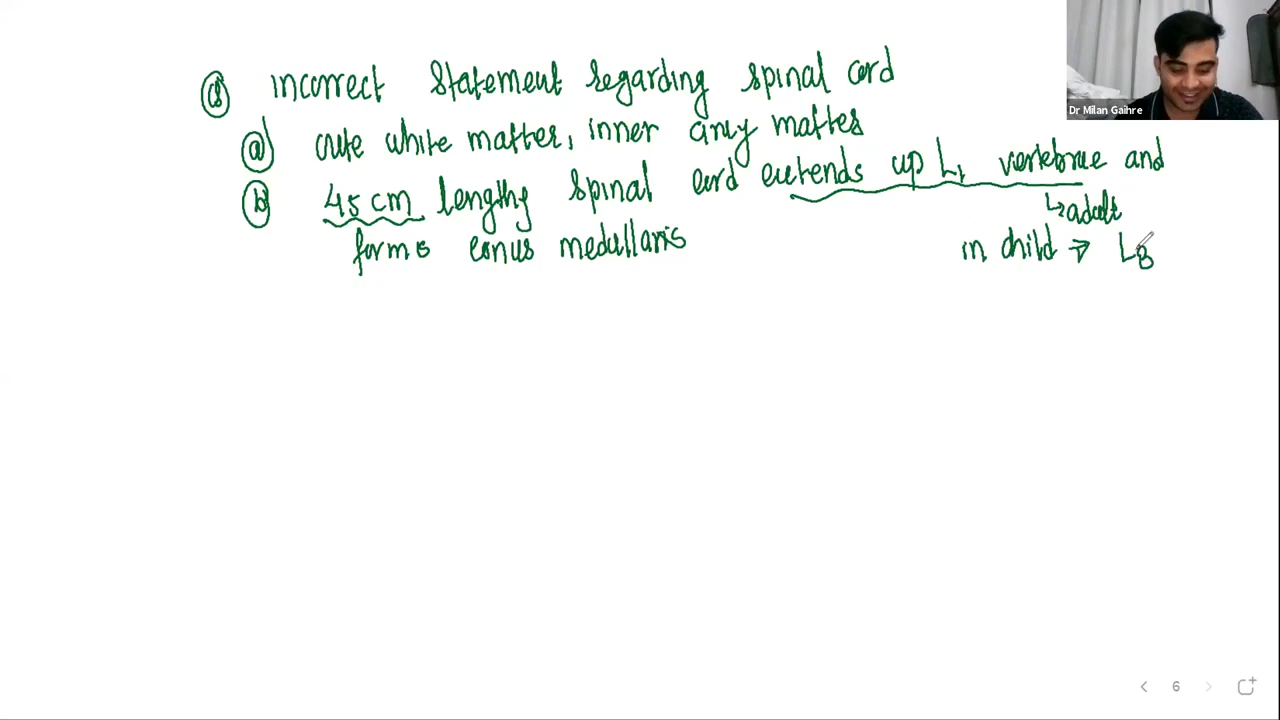 Q incorrect statement regarding spinal cord
a oute white matter, inner grey matter
b 45 cm lengthy spinal cord extends up L1 vertebrae and
↳ adult
forms conus medullaris in child ⇒ L3
Dr Milan Gaihre
6